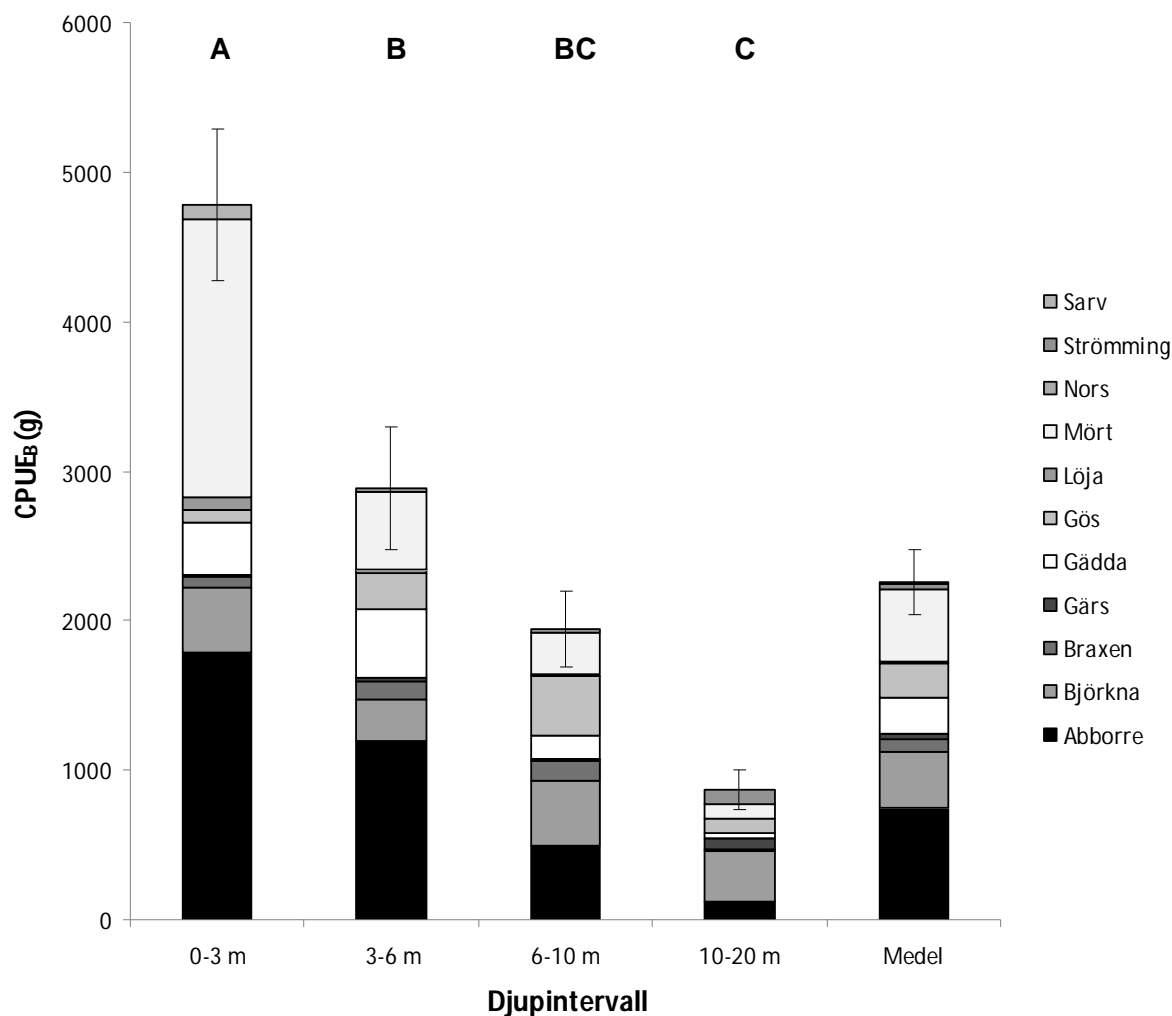 6000
A B BC C
5000
4000
3000
2000
1000
0
CPUEB (g)
0-3 m 3-6 m 6-10 m 10-20 m Medel
Djupintervall
Sarv
Strömming
Nors
Mört
Löja
Gös
Gädda
Gärs
Braxen
Björkna
Abborre